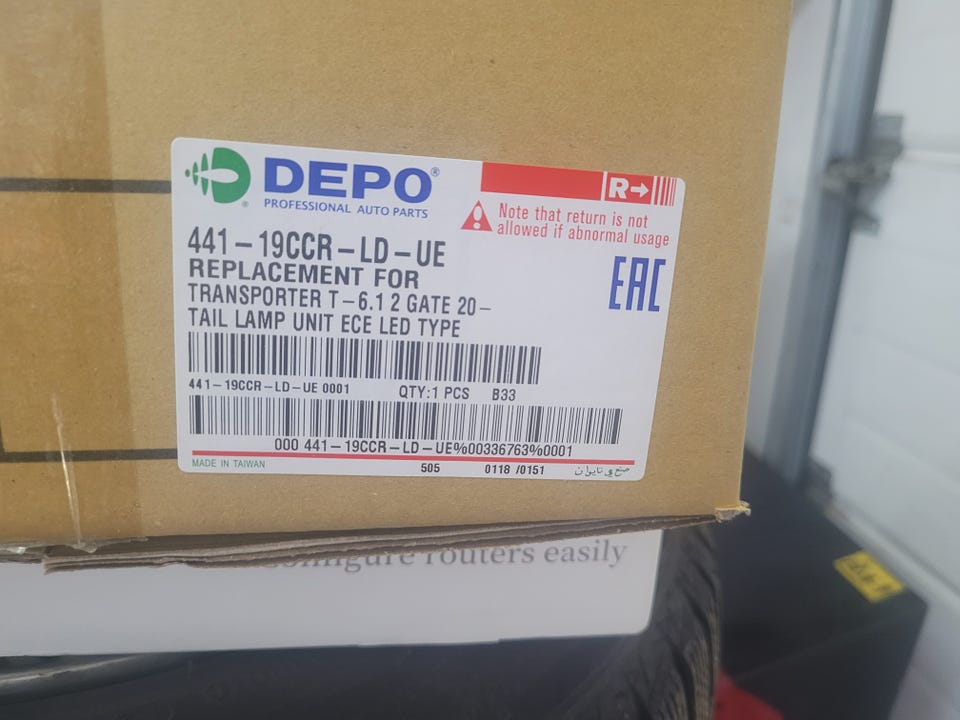 DEPO®
PROFESSIONAL AUTO PARTS
R→
Note that return is not
allowed if abnormal usage
441-19CCR-LD-UE
REPLACEMENT FOR
TRANSPORTER T-6.1 2 GATE 20-
TAIL LAMP UNIT ECE LED TYPE
EAC
441-19CCR-LD-UE 0001 QTY:1 PCS B33
000 441-19CCR-LD-UE%00336763%0001
MADE IN TAIWAN 505 0118 /0151 صنع في تايوان
configure routers easily